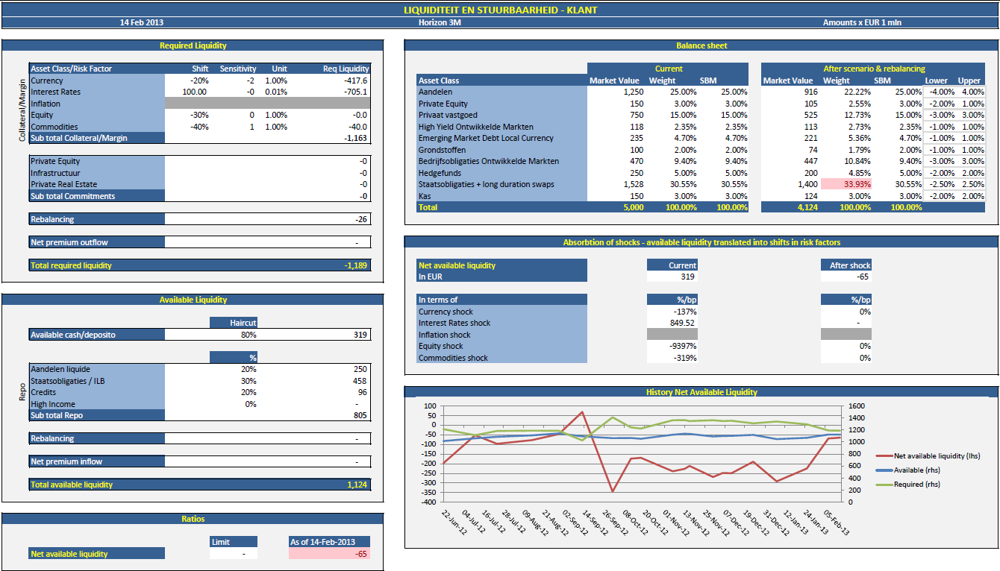 LIQUIDITEIT EN STUURBAARHEID - KLANT
14 Feb 2013 Horizon 3M Amounts x EUR 1 mln
Required Liquidity
Collateral/Margin
Asset Class/Risk Factor Shift Sensitivity Unit Req Liquidity
Currency -20% -2 1.00% -417.6
Interest Rates 100.00 -0 0.01% -705.1
Inflation
Equity -30% 0 1.00% -0.0
Commodities -40% 1 1.00% -40.0
Sub total Collateral/Margin -1,163
Private Equity -0
Infrastructuur -0
Private Real Estate -0
Sub total Commitments -0
Rebalancing -26
Net premium outflow -
Total required liquidity -1,189
Available Liquidity
Haircut
Available cash/deposito 80% 319
%
Repo
Aandelen liquide 20% 250
Staatsobligaties / ILB 30% 458
Credits 20% 96
High Income 0% -
Sub total Repo 805
Rebalancing -
Net premium inflow -
Total available liquidity 1,124
Ratios
Limit As of 14-Feb-2013
Net available liquidity - -65
Balance sheet
Current After scenario & rebalancing
Asset Class Market Value Weight SBM Market Value Weight SBM Lower Upper
Aandelen 1,250 25.00% 25.00% 916 22.22% 25.00% -4.00% 4.00%
Private Equity 150 3.00% 3.00% 105 2.55% 3.00% -2.00% 1.00%
Privaat vastgoed 750 15.00% 15.00% 525 12.73% 15.00% -3.00% 3.00%
High Yield Ontwikkelde Markten 118 2.35% 2.35% 113 2.73% 2.35% -1.00% 1.00%
Emerging Market Debt Local Currency 235 4.70% 4.70% 221 5.36% 4.70% -1.00% 1.00%
Grondstoffen 100 2.00% 2.00% 74 1.79% 2.00% -1.00% 1.00%
Bedrijfsobligaties Ontwikkelde Markten 470 9.40% 9.40% 447 10.84% 9.40% -3.00% 3.00%
Hedgefunds 250 5.00% 5.00% 200 4.85% 5.00% -2.00% 2.00%
Staatsobligaties + long duration swaps 1,528 30.55% 30.55% 1,400 33.93% 30.55% -2.50% 2.50%
Kas 150 3.00% 3.00% 124 3.00% 3.00% -2.00% 2.00%
Total 5,000 100.00% 100.00% 4,124 100.00% 100.00%
Absorbtion of shocks - available liquidity translated into shifts in risk factors
Net available liquidity Current After shock
In EUR 319 -65
In terms of %/bp %/bp
Currency shock -137% 0%
Interest Rates shock 849.52 -
Inflation shock
Equity shock -9397% 0%
Commodities shock -319% 0%
History Net Available Liquidity
100 1600
50 1400
0 1200
-50 1000
-100 800
-150 600
-200 400
-250 200
-300 0
-350
-400
Net available liquidity (lhs)
Available (rhs)
Required (rhs)
22-Jun-12 04-Jul-12 16-Jul-12 28-Jul-12 09-Aug-12 21-Aug-12 02-Sep-12 14-Sep-12 26-Sep-12 08-Oct-12 20-Oct-12 01-Nov-12 13-Nov-12 25-Nov-12 07-Dec-12 19-Dec-12 31-Dec-12 12-Jan-13 24-Jan-13 05-Feb-13